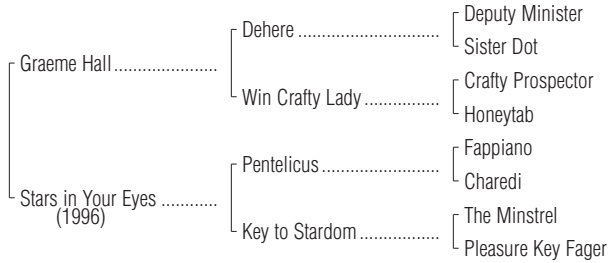 Deputy Minister
Dehere
Sister Dot
Graeme Hall
Crafty Prospector
Win Crafty Lady
Honeytab
Fappiano
Pentelicus
Charedi
Stars in Your Eyes
(1996)
The Minstrel
Key to Stardom
Pleasure Key Fager